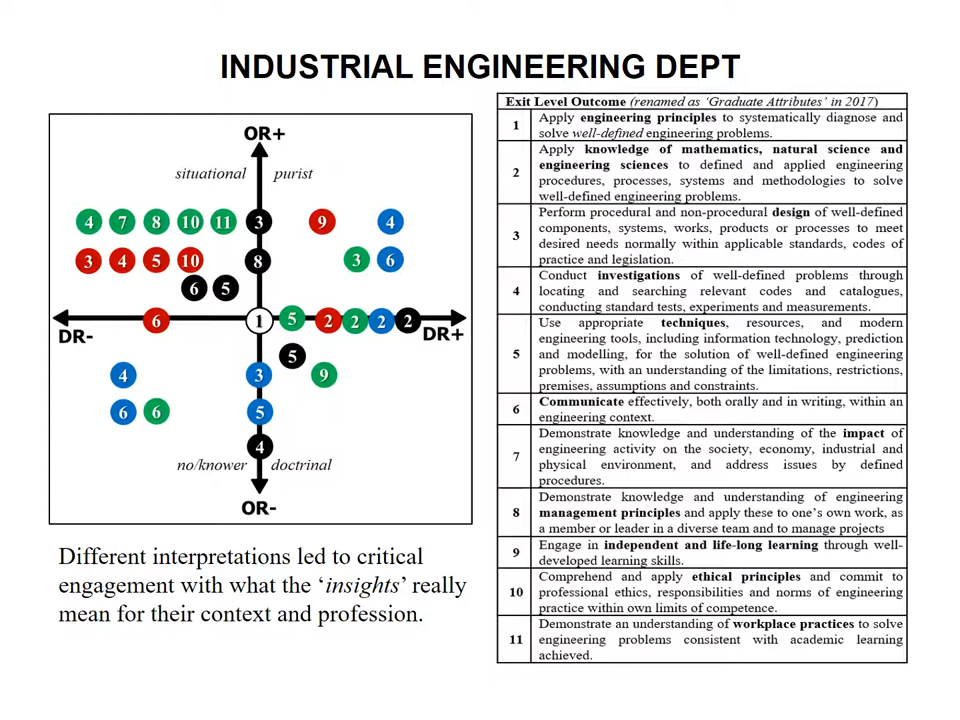 INDUSTRIAL ENGINEERING DEPT
OR+
situational purist
4 7 8 10 11 3 9 4
3 4 5 10 8 3 6
6 5
6 1 5 2 2 2 2
DR- DR+
5
4 3 9
6 6 5
4
no/knower doctrinal
OR-
Different interpretations led to critical
engagement with what the ‘insights’ really
mean for their context and profession.
Exit Level Outcome (renamed as ‘Graduate Attributes’ in 2017)
1 Apply engineering principles to systematically diagnose and
solve well-defined engineering problems.
2 Apply knowledge of mathematics, natural science and
engineering sciences to defined and applied engineering
procedures, processes, systems and methodologies to solve
well-defined engineering problems.
3 Perform procedural and non-procedural design of well-defined
components, systems, works, products or processes to meet
desired needs normally within applicable standards, codes of
practice and legislation.
4 Conduct investigations of well-defined problems through
locating and searching relevant codes and catalogues,
conducting standard tests, experiments and measurements.
5 Use appropriate techniques, resources, and modern
engineering tools, including information technology, prediction
and modelling, for the solution of well-defined engineering
problems, with an understanding of the limitations, restrictions,
premises, assumptions and constraints.
6 Communicate effectively, both orally and in writing, within an
engineering context.
7 Demonstrate knowledge and understanding of the impact of
engineering activity on the society, economy, industrial and
physical environment, and address issues by defined
procedures.
8 Demonstrate knowledge and understanding of engineering
management principles and apply these to one's own work, as
a member or leader in a diverse team and to manage projects
9 Engage in independent and life-long learning through well-
developed learning skills.
10 Comprehend and apply ethical principles and commit to
professional ethics, responsibilities and norms of engineering
practice within own limits of competence.
11 Demonstrate an understanding of workplace practices to solve
engineering problems consistent with academic learning
achieved.